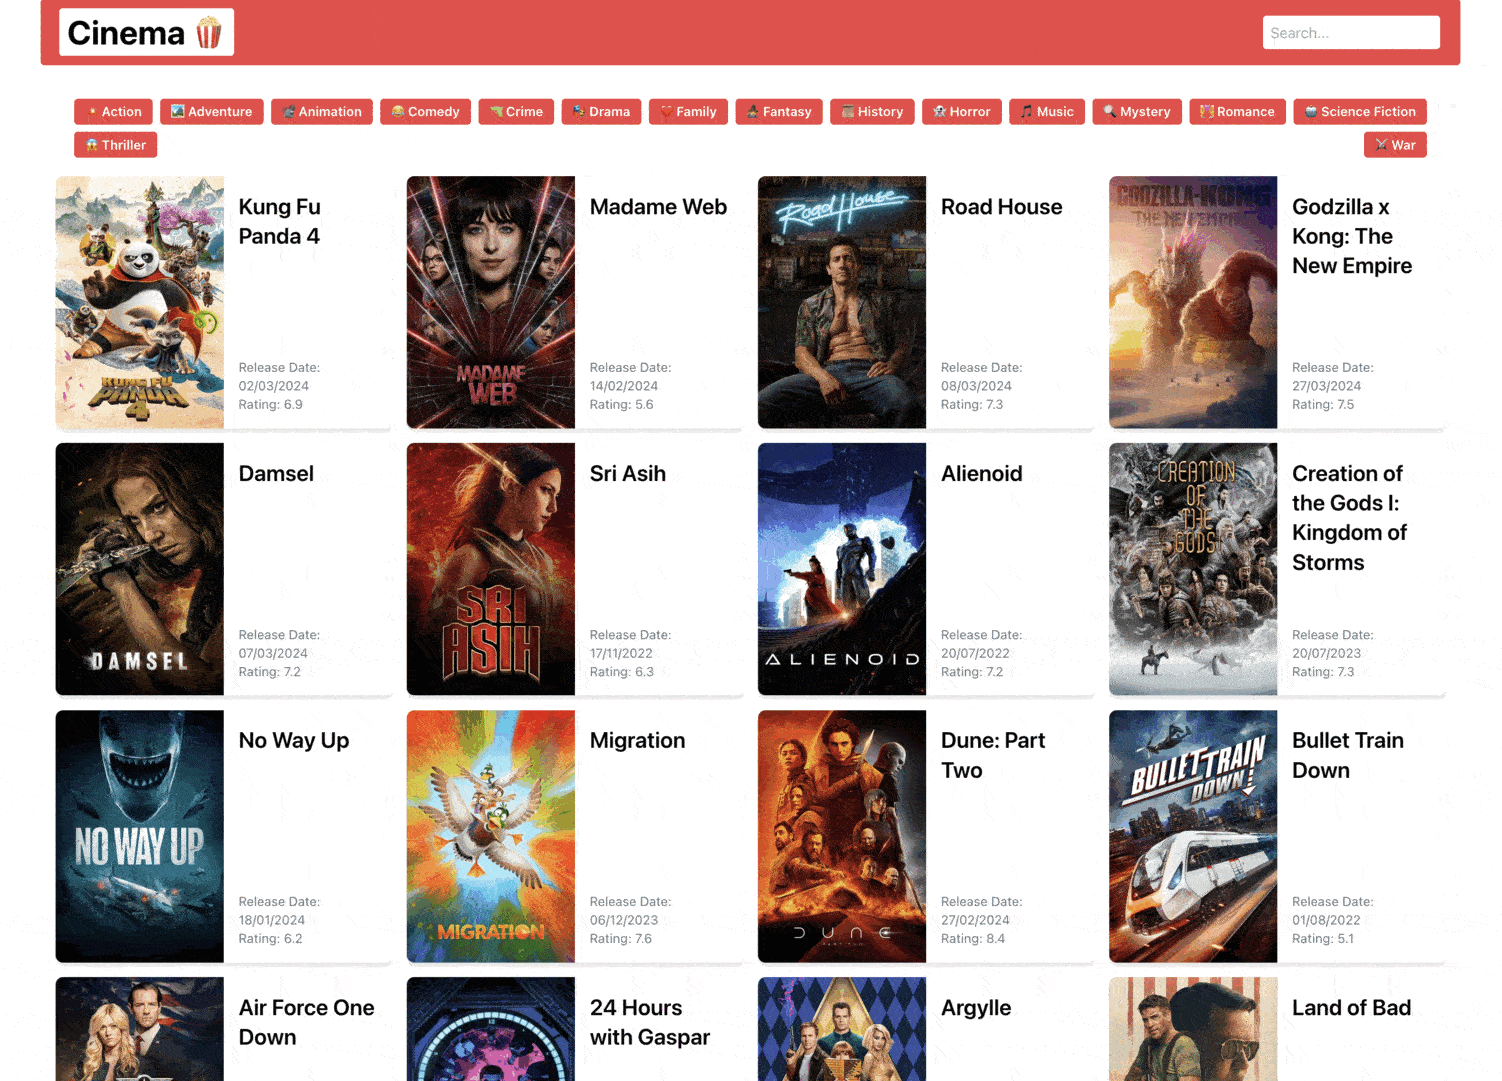 Cinema
Search...
Action
Adventure
Animation
Comedy
Crime
Drama
Family
Fantasy
History
Horror
Music
Mystery
Romance
Science Fiction
Thriller
War
KUNG FU
PANDA
4
Kung Fu
Panda 4
Release Date:
02/03/2024
Rating: 6.9
MADAME
WEB
Madame Web
Release Date:
14/02/2024
Rating: 5.6
Road House
Road House
Release Date:
08/03/2024
Rating: 7.3
GODZILLA-KONG
THE NEW EMPIRE
Godzilla x
Kong: The
New Empire
Release Date:
27/03/2024
Rating: 7.5
DAMSEL
Damsel
Release Date:
07/03/2024
Rating: 7.2
SRI
ASIH
Sri Asih
Release Date:
17/11/2022
Rating: 6.3
ALIENOID
Alienoid
Release Date:
20/07/2022
Rating: 7.2
CREATION
OF
THE
GODS
Creation of
the Gods I:
Kingdom of
Storms
Release Date:
20/07/2023
Rating: 7.3
NO WAY UP
No Way Up
Release Date:
18/01/2024
Rating: 6.2
MIGRATION
Migration
Release Date:
06/12/2023
Rating: 7.6
DUNE
PART TWO
Dune: Part
Two
Release Date:
27/02/2024
Rating: 8.4
BULLET TRAIN
DOWN
Bullet Train
Down
Release Date:
01/08/2022
Rating: 5.1
Air Force One
Down
24 Hours
with Gaspar
Argylle
Land of Bad